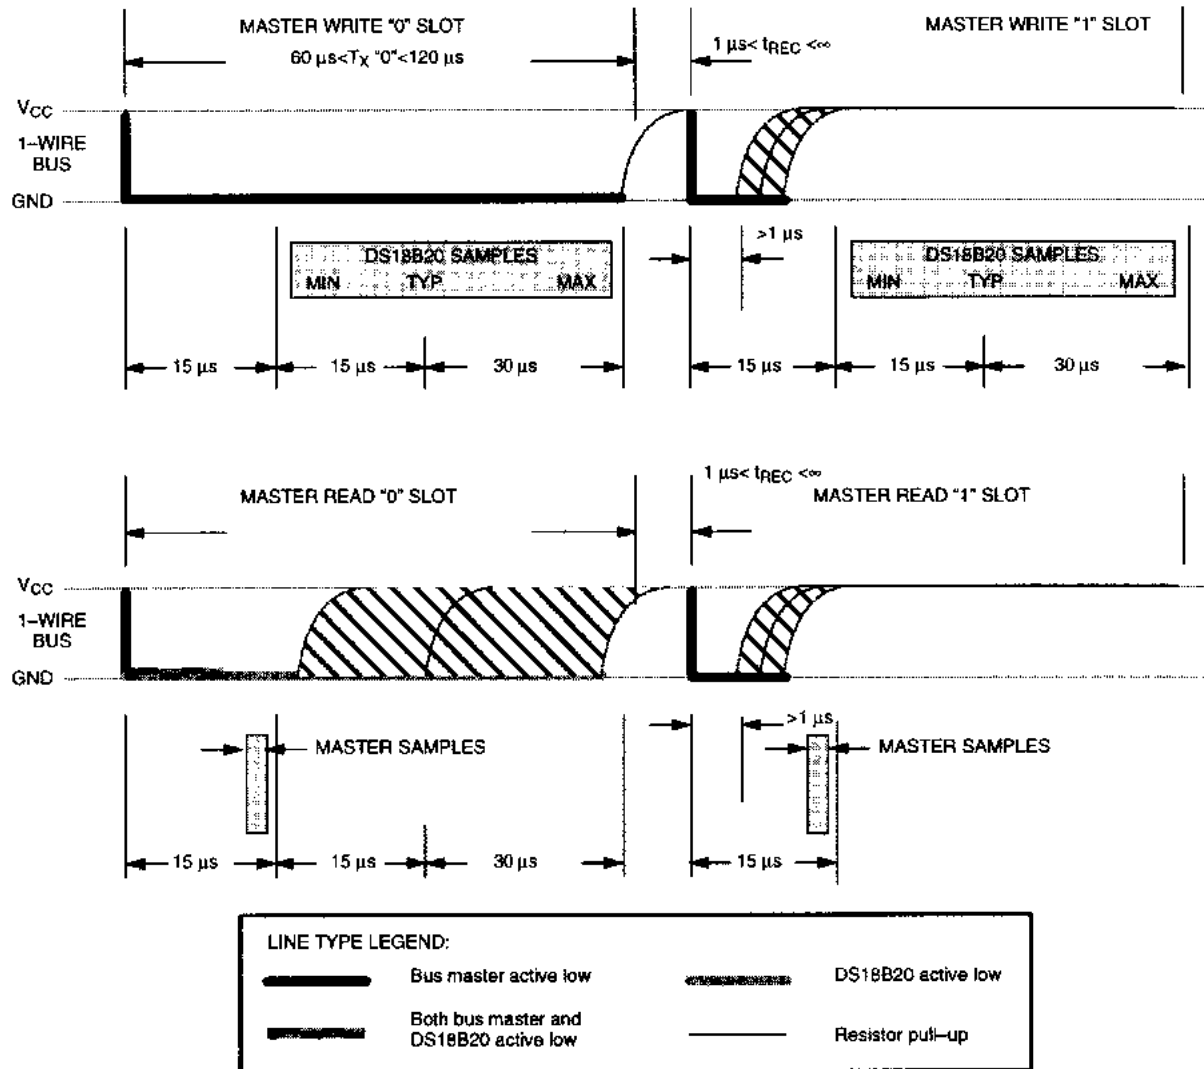 MASTER WRITE "0" SLOT
60 µs<TX "0"<120 µs
1 µs< tREC <∞
MASTER WRITE "1" SLOT
VCC
1–WIRE
BUS
GND
>1 µs
DS18B20 SAMPLES
MIN TYP MAX
DS18B20 SAMPLES
MIN TYP MAX
15 µs
15 µs
30 µs
15 µs
15 µs
30 µs
MASTER READ "0" SLOT
1 µs< tREC <∞
MASTER READ "1" SLOT
VCC
1–WIRE
BUS
GND
>1 µs
MASTER SAMPLES
MASTER SAMPLES
15 µs
15 µs
30 µs
15 µs
LINE TYPE LEGEND:
Bus master active low
DS18B20 active low
Both bus master and
DS18B20 active low
Resistor pull–up